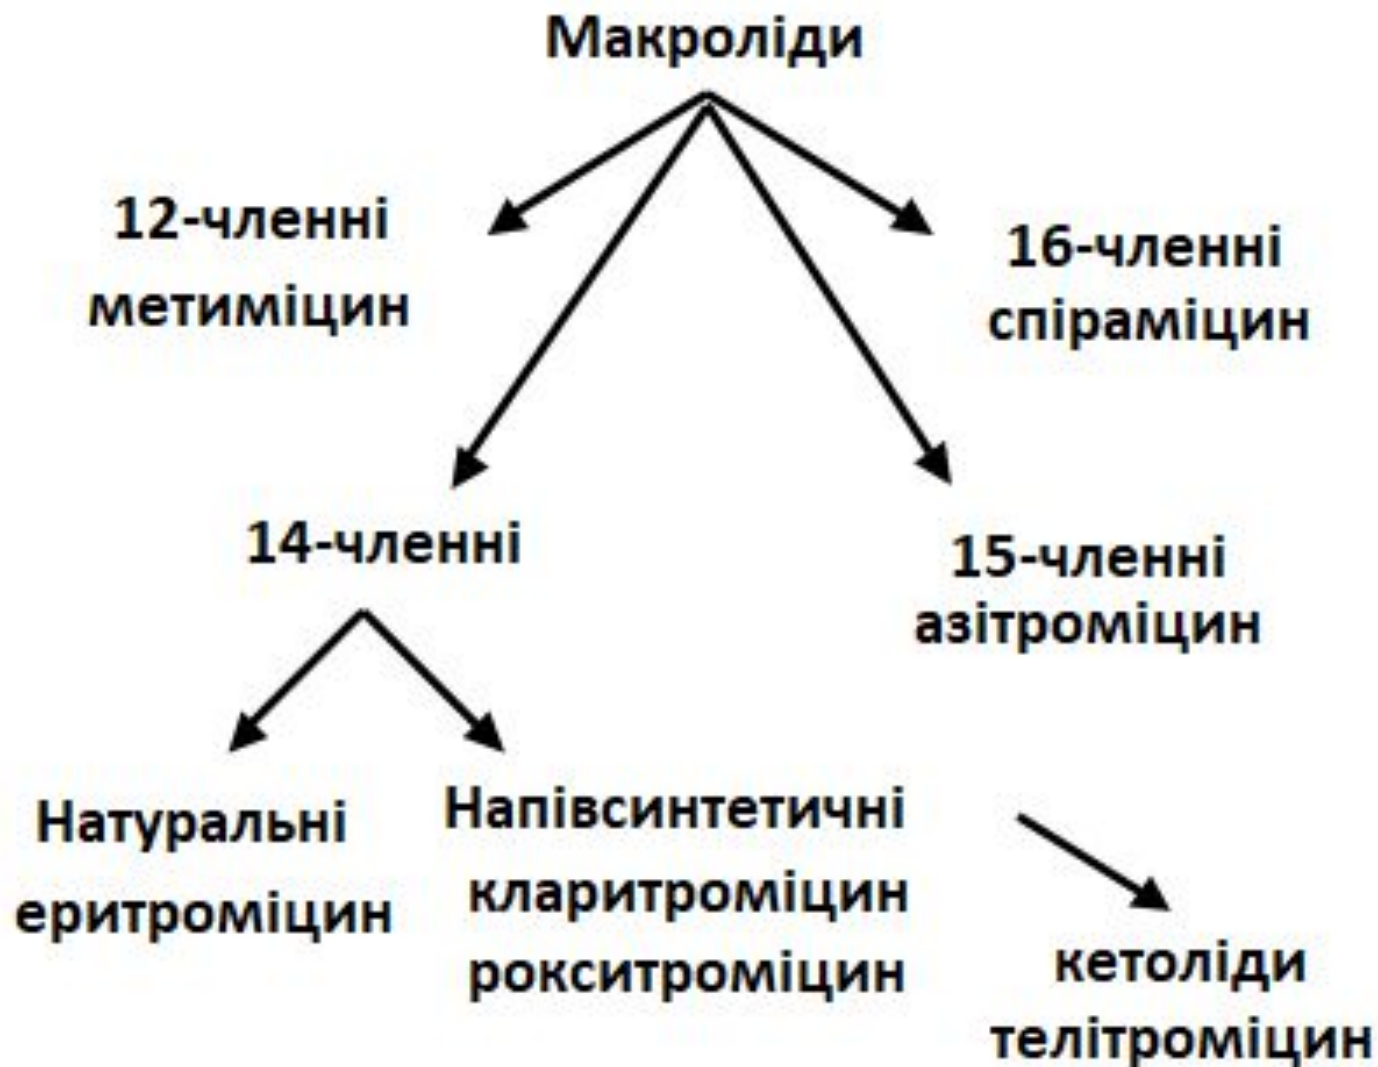 Макроліди
12-членні
метиміцин
16-членні
спіраміцин
14-членні
15-членні
азітроміцин
Натуральні
еритроміцин
Напівсинтетичні
кларитроміцин
рокситроміцин
кетоліди
телітроміцин